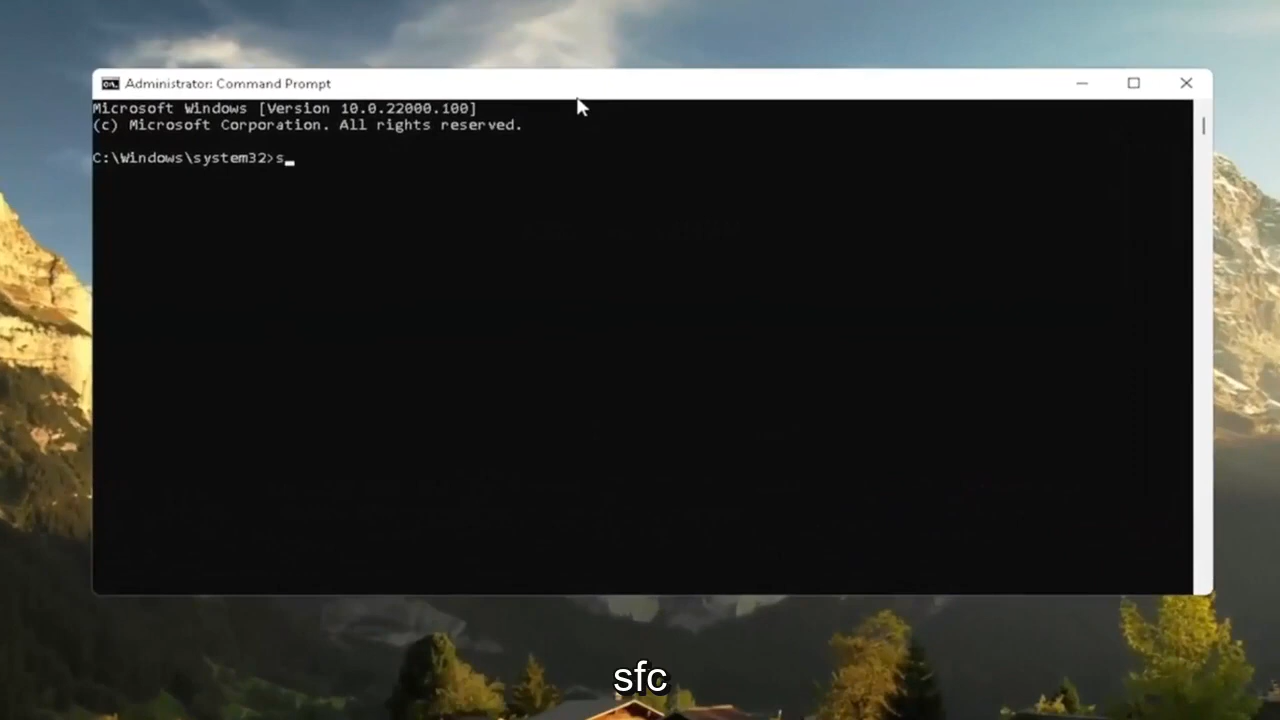 Administrator: Command Prompt
Microsoft Windows [Version 10.0.22000.100]
(c) Microsoft Corporation. All rights reserved.
C:\Windows\system32>s
sfc